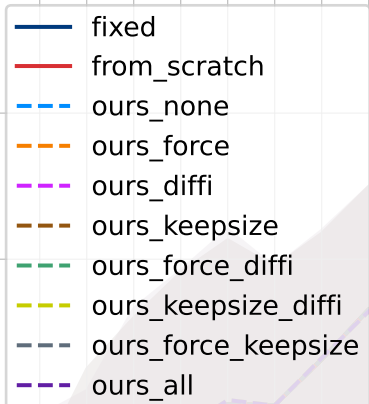 fixed
from_scratch
ours_none
ours_force
ours_diffi
ours_keepsize
ours_force_diffi
ours_keepsize_diffi
ours_force_keepsize
ours_all